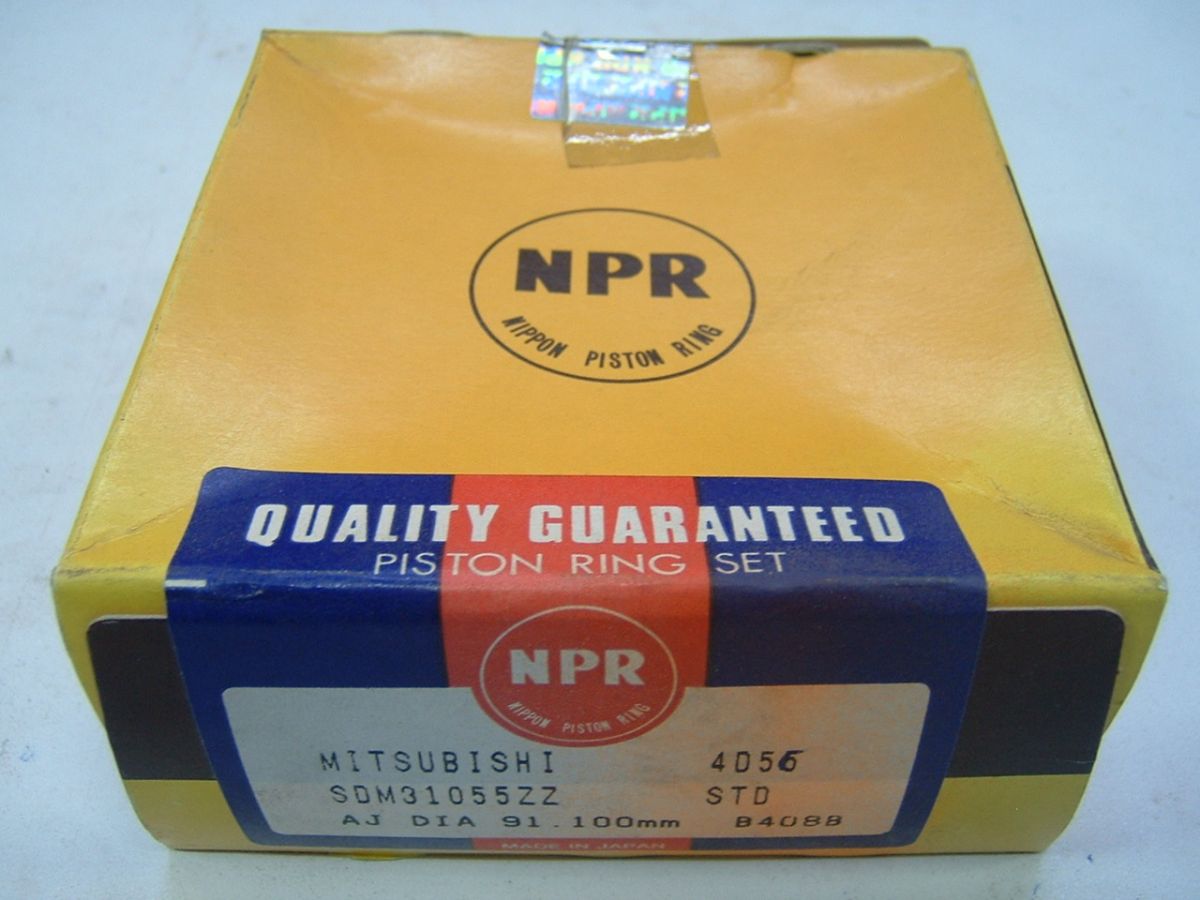 NPR
NIPPON PISTON RING
QUALITY GUARANTEED
PISTON RING SET
NPR
NIPPON PISTON RING
MITSUBISHI 4D56
SDM31055ZZ STD
AJ DIA 91.100mm B408B
MADE IN JAPAN